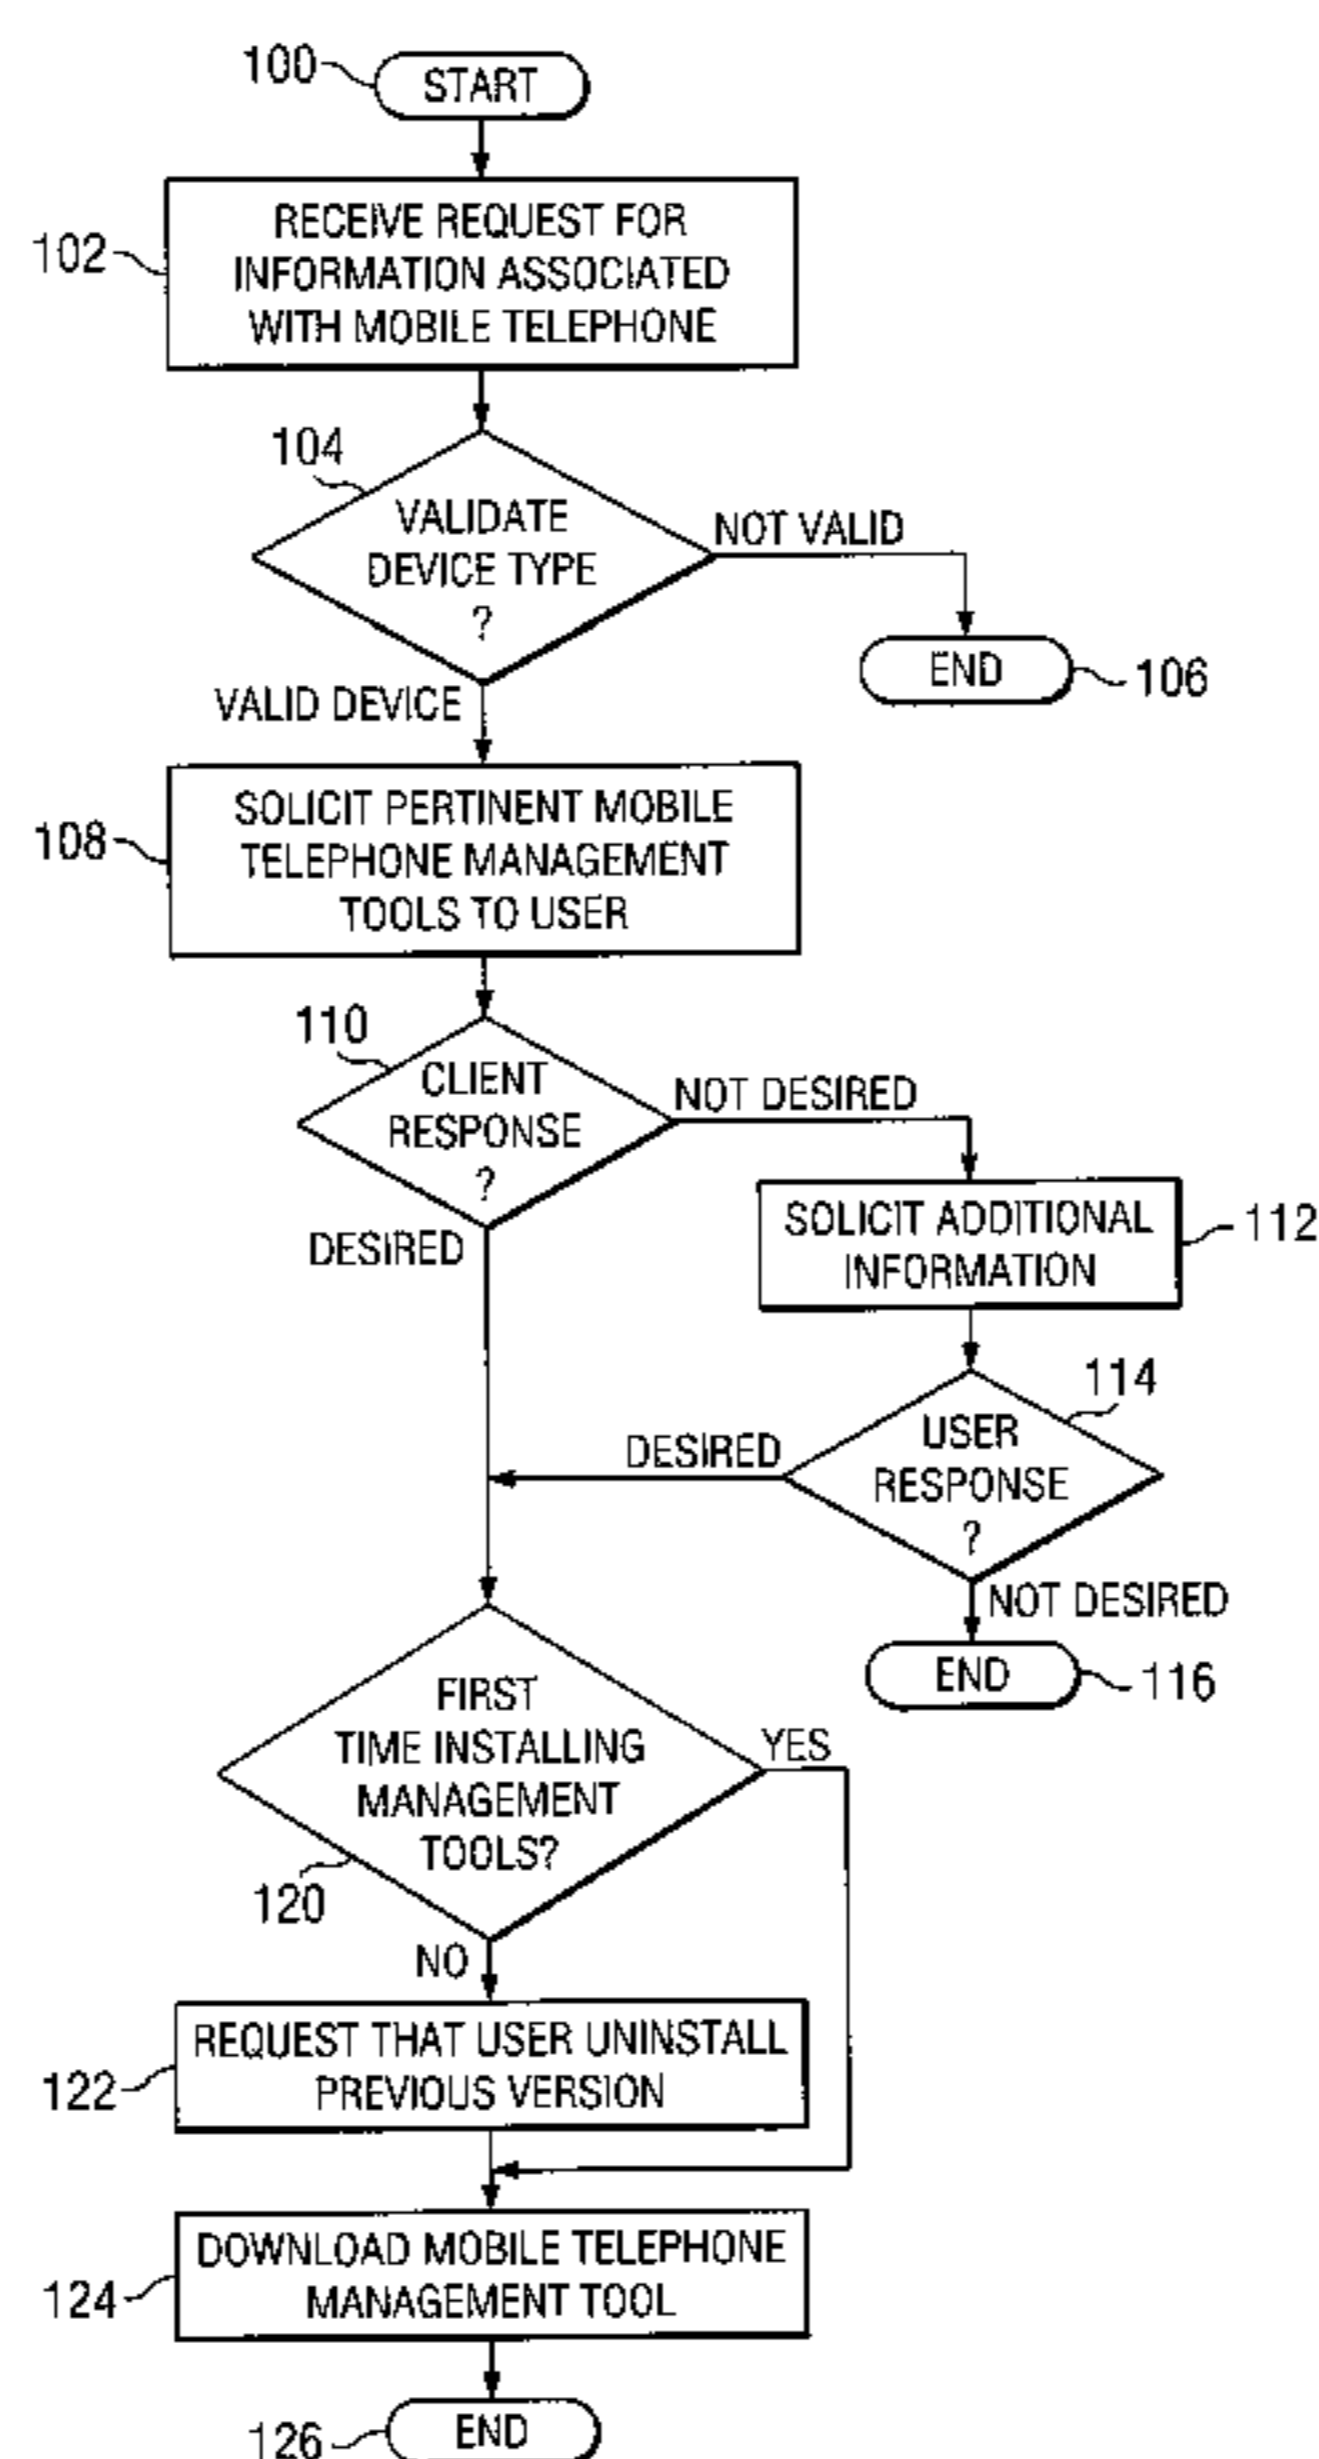 100
START
102
RECEIVE REQUEST FOR
INFORMATION ASSOCIATED
WITH MOBILE TELEPHONE
104
VALIDATE
DEVICE TYPE
?
NOT VALID
END
106
VALID DEVICE
108
SOLICIT PERTINENT MOBILE
TELEPHONE MANAGEMENT
TOOLS TO USER
110
CLIENT
RESPONSE
?
NOT DESIRED
DESIRED
SOLICIT ADDITIONAL
INFORMATION
112
114
USER
RESPONSE
?
DESIRED
NOT DESIRED
END
116
FIRST
TIME INSTALLING
MANAGEMENT
TOOLS?
YES
120
NO
REQUEST THAT USER UNINSTALL
PREVIOUS VERSION
122
DOWNLOAD MOBILE TELEPHONE
MANAGEMENT TOOL
124
END
126